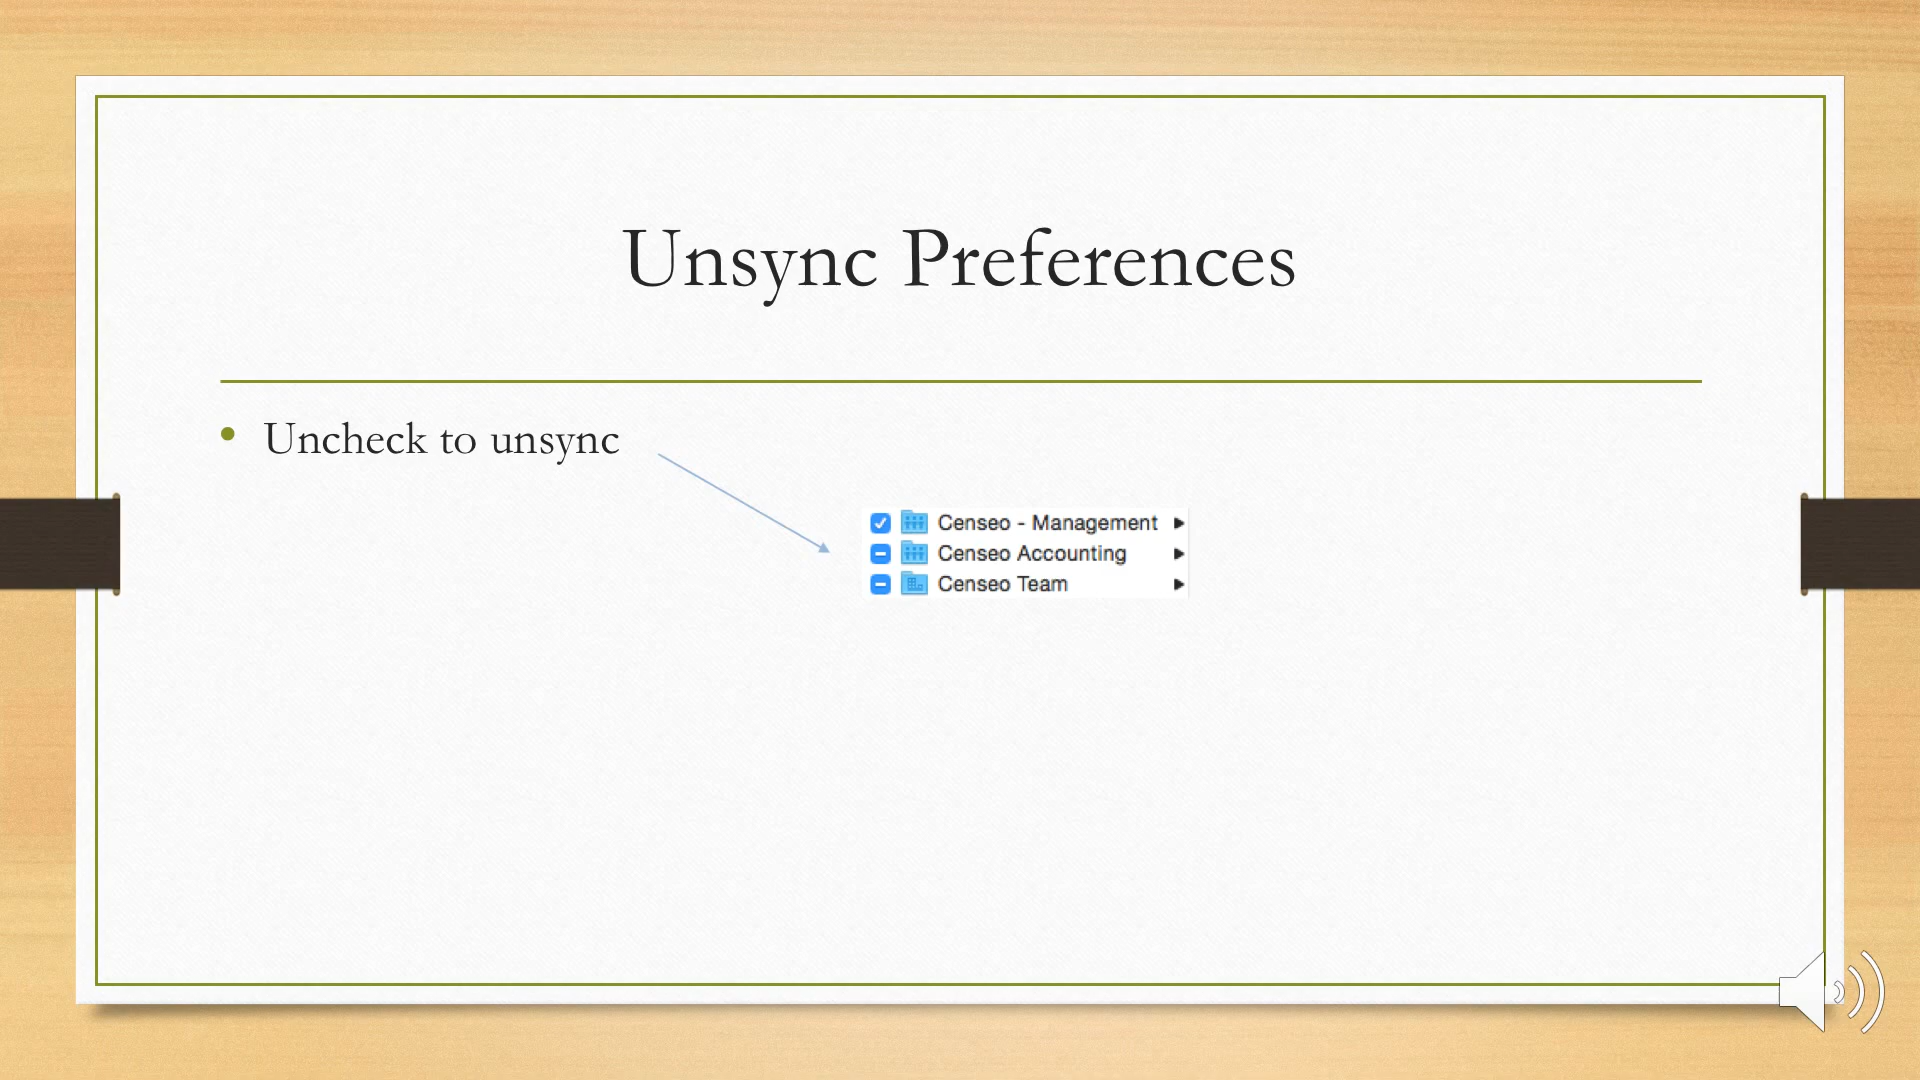 Unsync Preferences
• Uncheck to unsync
Censeo - Management
Censeo Accounting
Censeo Team